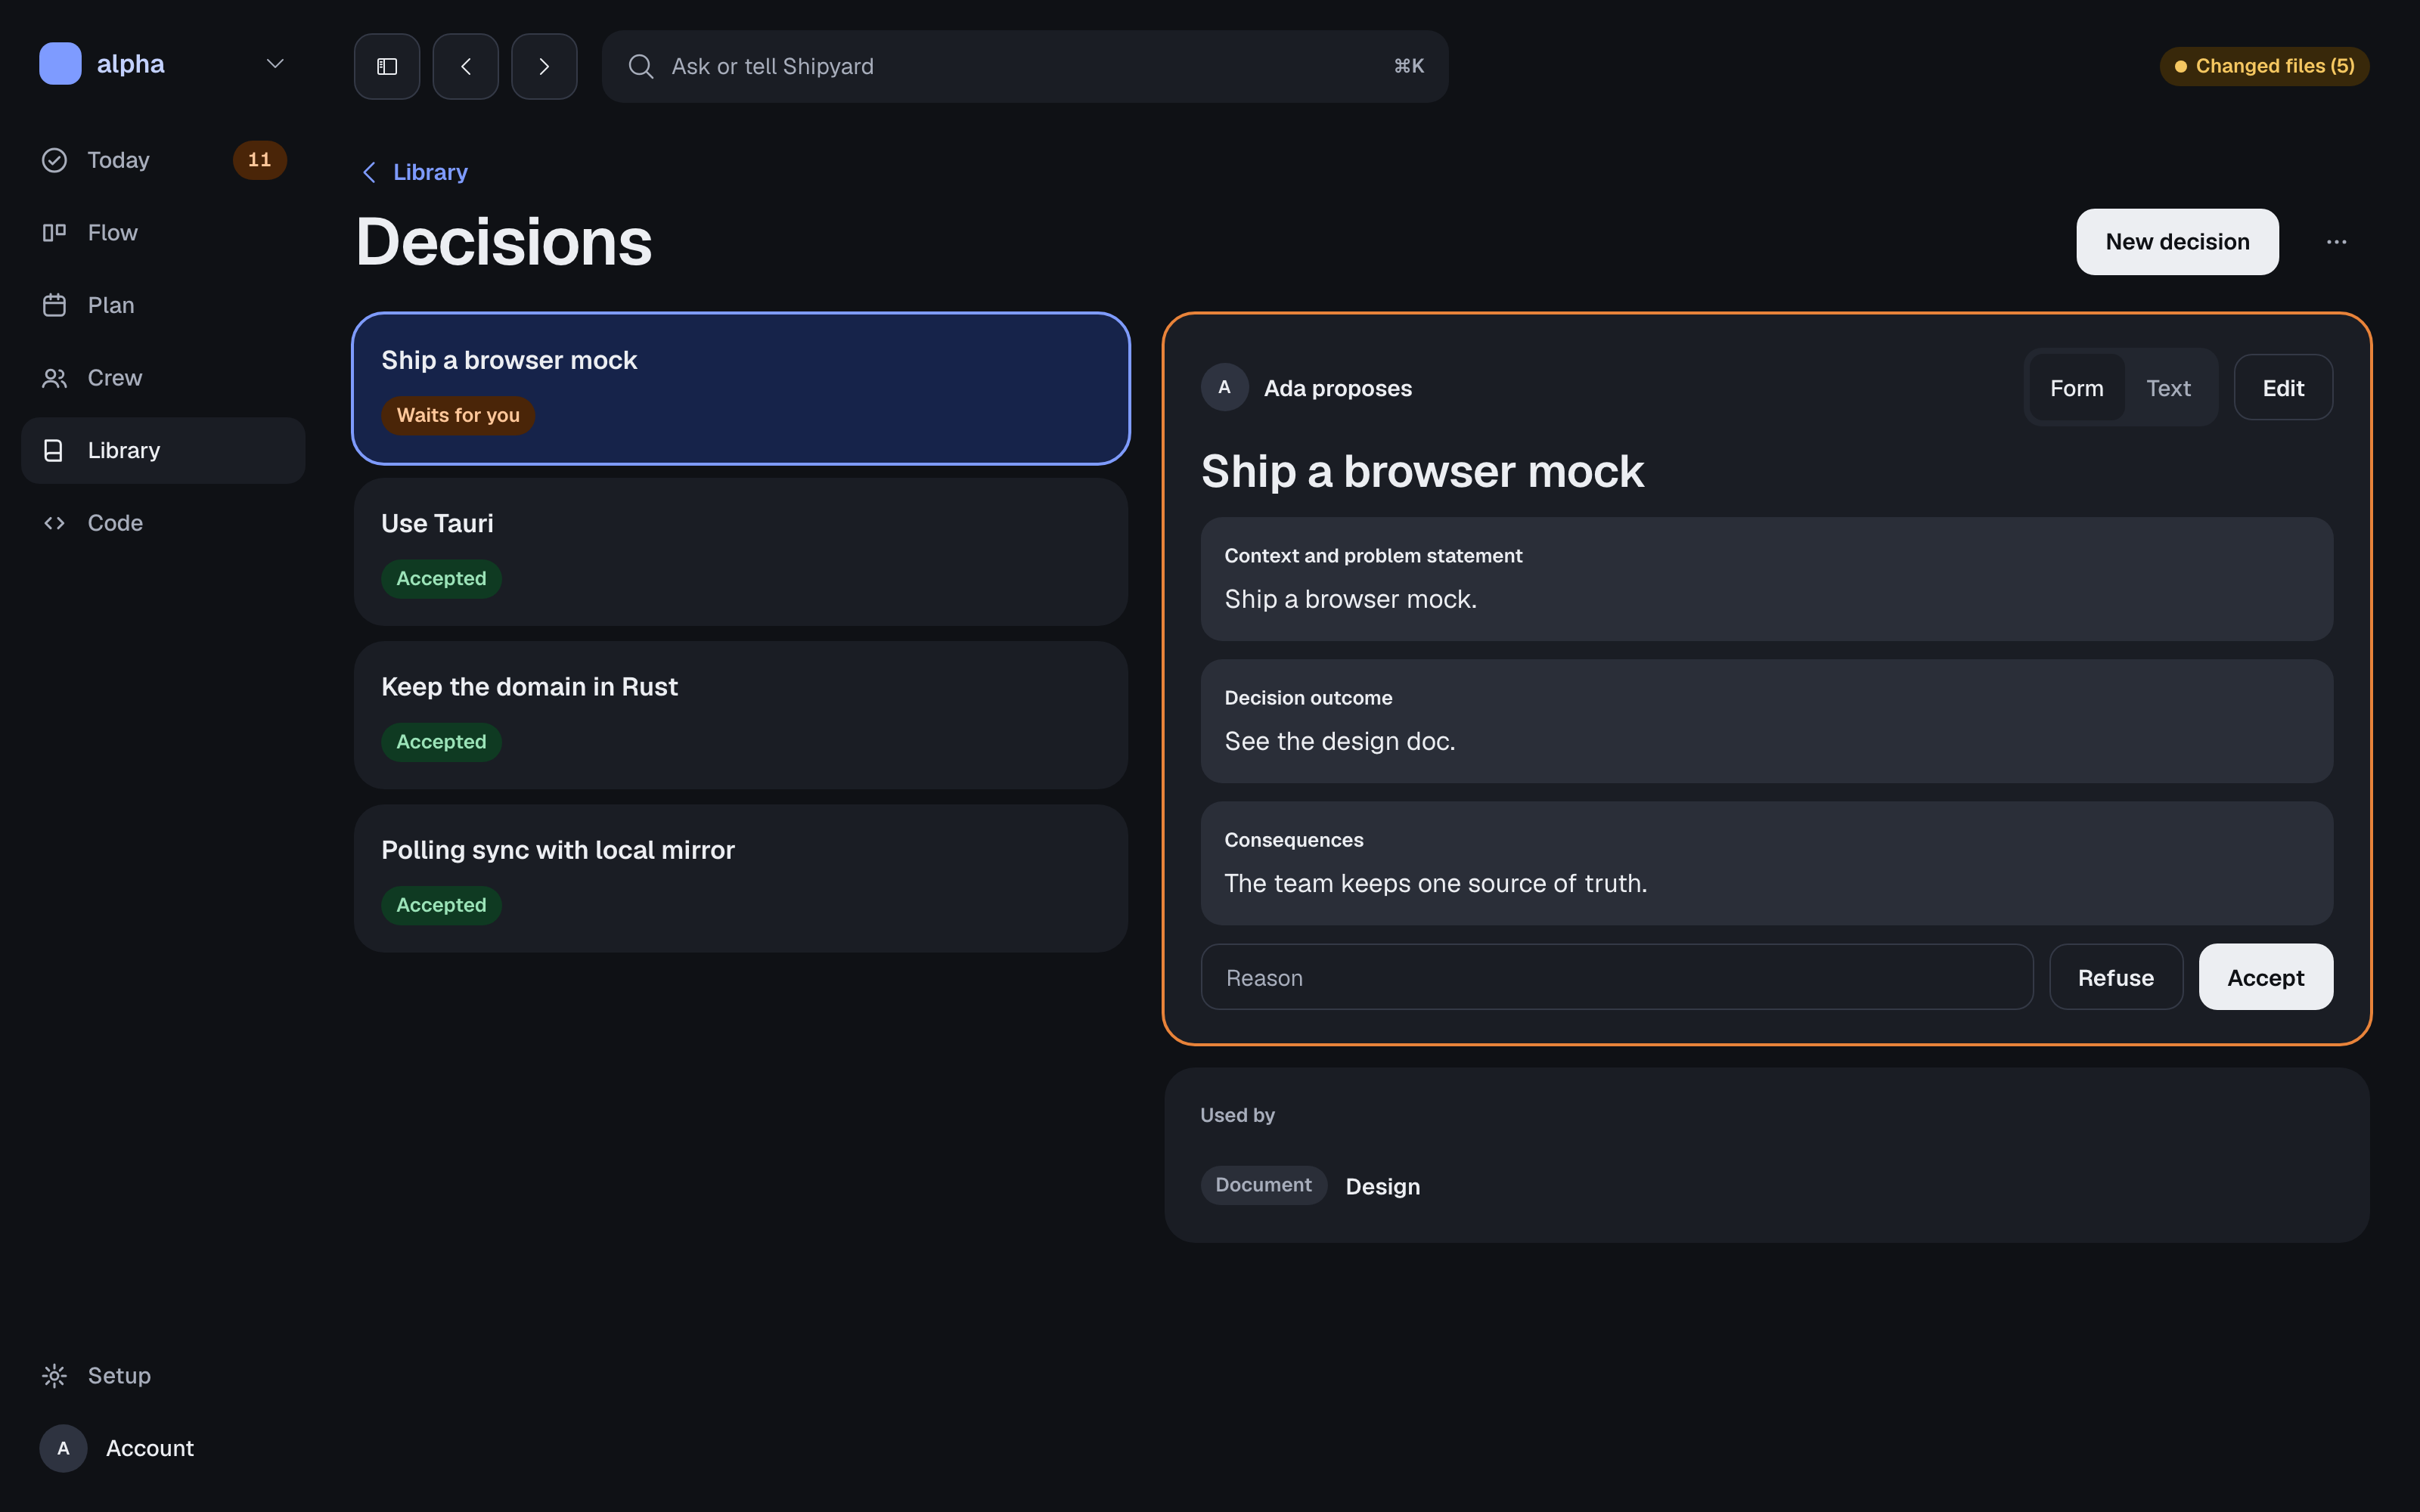 alpha
Ask or tell Shipyard
⌘K
Changed files (5)
Today
11
Flow
Plan
Crew
Library
Code
Setup
A
Account
Library
Decisions
New decision
Ship a browser mock
Waits for you
Use Tauri
Accepted
Keep the domain in Rust
Accepted
Polling sync with local mirror
Accepted
A
Ada proposes
Form
Text
Edit
Ship a browser mock
Context and problem statement
Ship a browser mock.
Decision outcome
See the design doc.
Consequences
The team keeps one source of truth.
Reason
Refuse
Accept
Used by
Document
Design